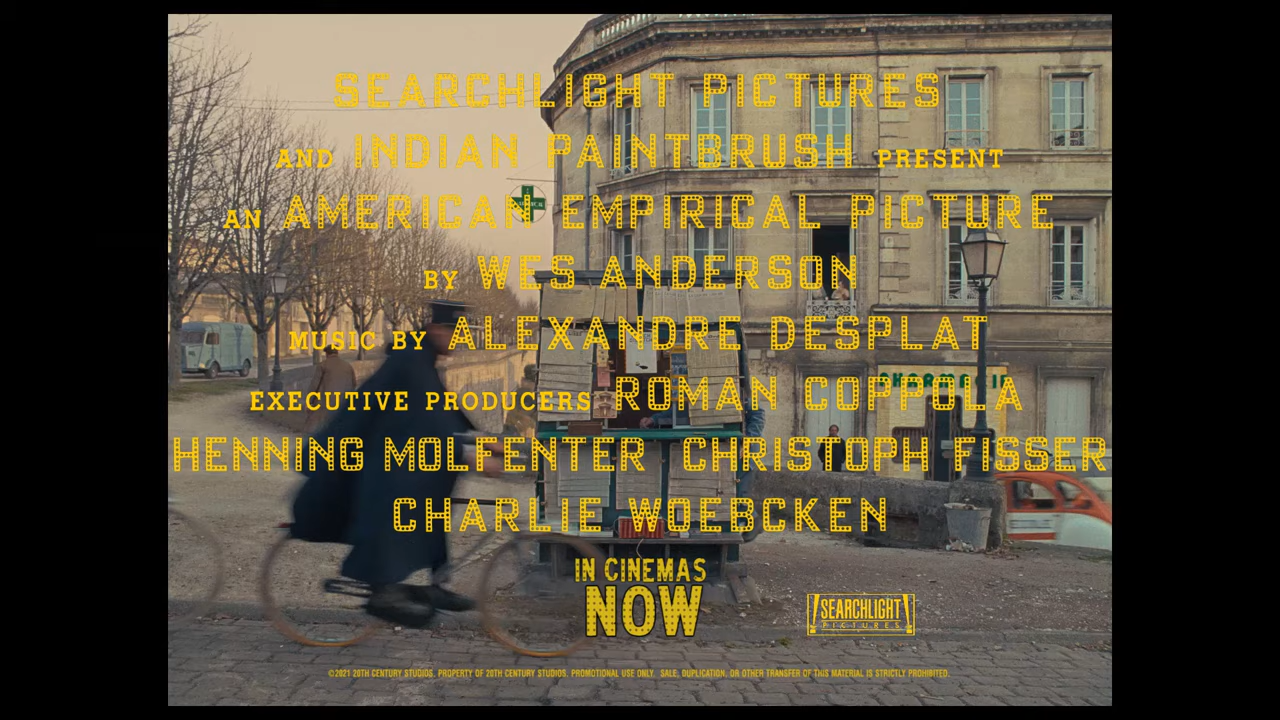 SEARCHLIGHT PICTURES
AND INDIAN PAINTBRUSH PRESENT
AN AMERICAN EMPIRICAL PICTURE
BY WES ANDERSON
MUSIC BY ALEXANDRE DESPLAT
EXECUTIVE PRODUCERS ROMAN COPPOLA
HENNING MOLFENTER CHRISTOPH FISSER
CHARLIE WOEBCKEN
IN CINEMAS
NOW
SEARCHLIGHT
PICTURES
©2021 20TH CENTURY STUDIOS. PROPERTY OF 20TH CENTURY STUDIOS. PROMOTIONAL USE ONLY. SALE, DUPLICATION, OR OTHER TRANSFER OF THIS MATERIAL IS STRICTLY PROHIBITED.